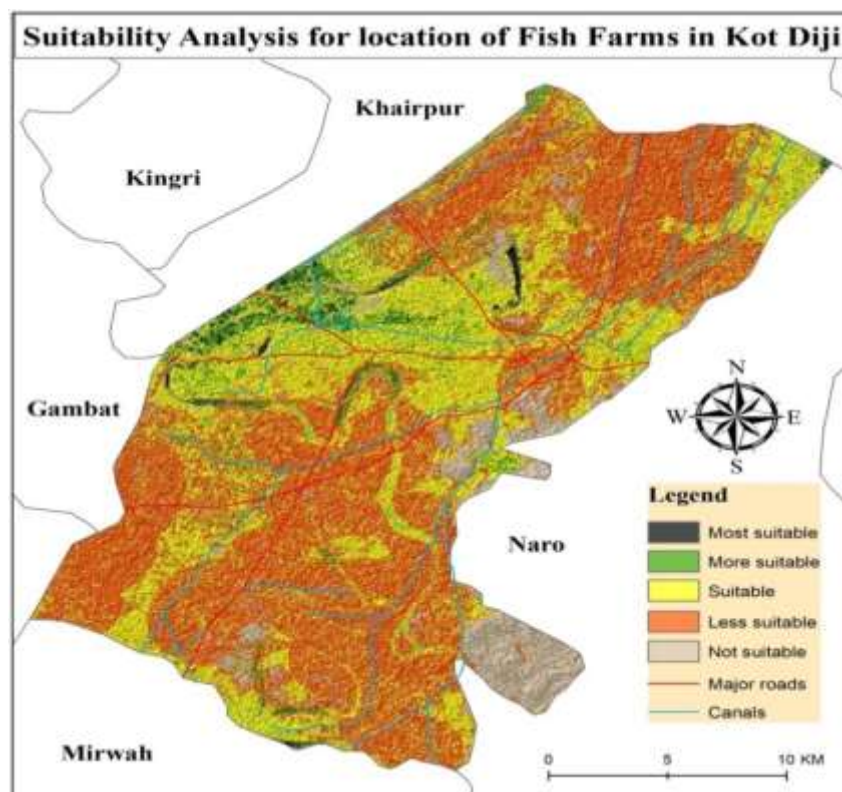 Suitability Analysis for location of Fish Farms in Kot Diji
Khairpur
Kingri
Gambat
N
W
E
S
Naro
Mirwah
Legend
Most suitable
More suitable
Suitable
Less suitable
Not suitable
Major roads
Canals
0 5 10 KM